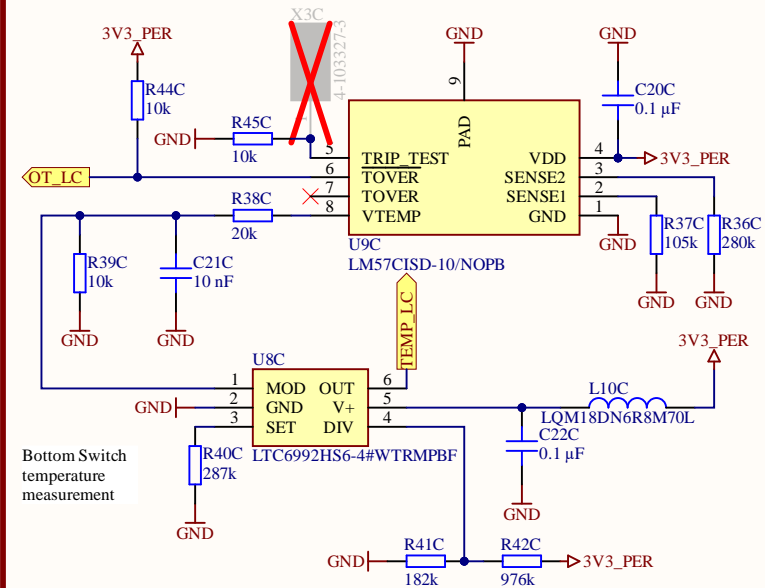 X3C
4-103327-3
1
3V3_PER
R44C
10k
R45C
10k
GND
OT_LC
GND
9
PAD
GND
C20C
0.1 µF
5
TRIP_TEST
6
TOVER
7
TOVER
8
VTEMP
VDD
4
SENSE2
3
SENSE1
2
GND
1
3V3_PER
U9C
LM57CISD-10/NOPB
GND
R37C
105k
R36C
280k
GND
GND
R38C
20k
R39C
10k
C21C
10 nF
GND
GND
TEMP_LC
U8C
1
MOD
2
GND
3
SET
OUT
6
V+
5
DIV
4
GND
LTC6992HS6-4#WTRMPBF
R40C
287k
GND
3V3_PER
L10C
LQM18DN6R8M70L
C22C
0.1 µF
GND
Bottom Switch
temperature
measurement
GND
R41C
182k
R42C
976k
3V3_PER